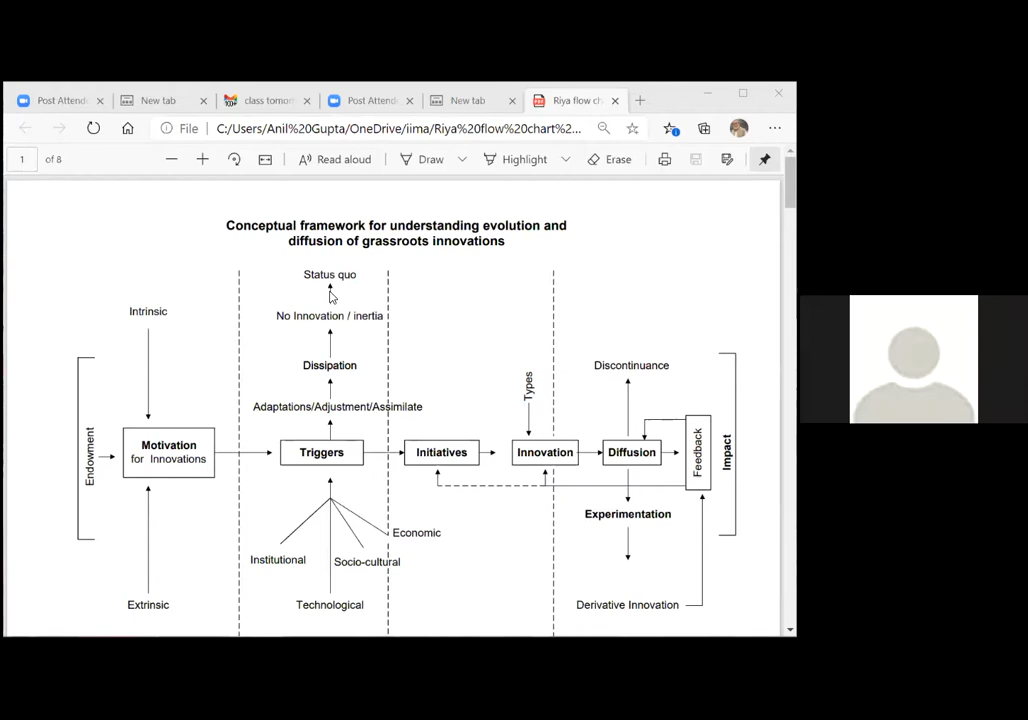 Post Attend
New tab
class tomor
Post Attende
New tab
Riya flow ch
File
C:/Users/Anil%20Gupta/OneDrive/iima/Riya%20flow%20chart%2...
1 of 8
Read aloud
Draw
Highlight
Erase
Conceptual framework for understanding evolution and
diffusion of grassroots innovations
Status quo
Intrinsic
No Innovation / inertia
Dissipation
Discontinuance
Types
Adaptations/Adjustment/Assimilate
Endowment
Motivation
for Innovations
Triggers
Initiatives
Innovation
Diffusion
Feedback
Impact
Experimentation
Economic
Institutional
Socio-cultural
Extrinsic
Technological
Derivative Innovation